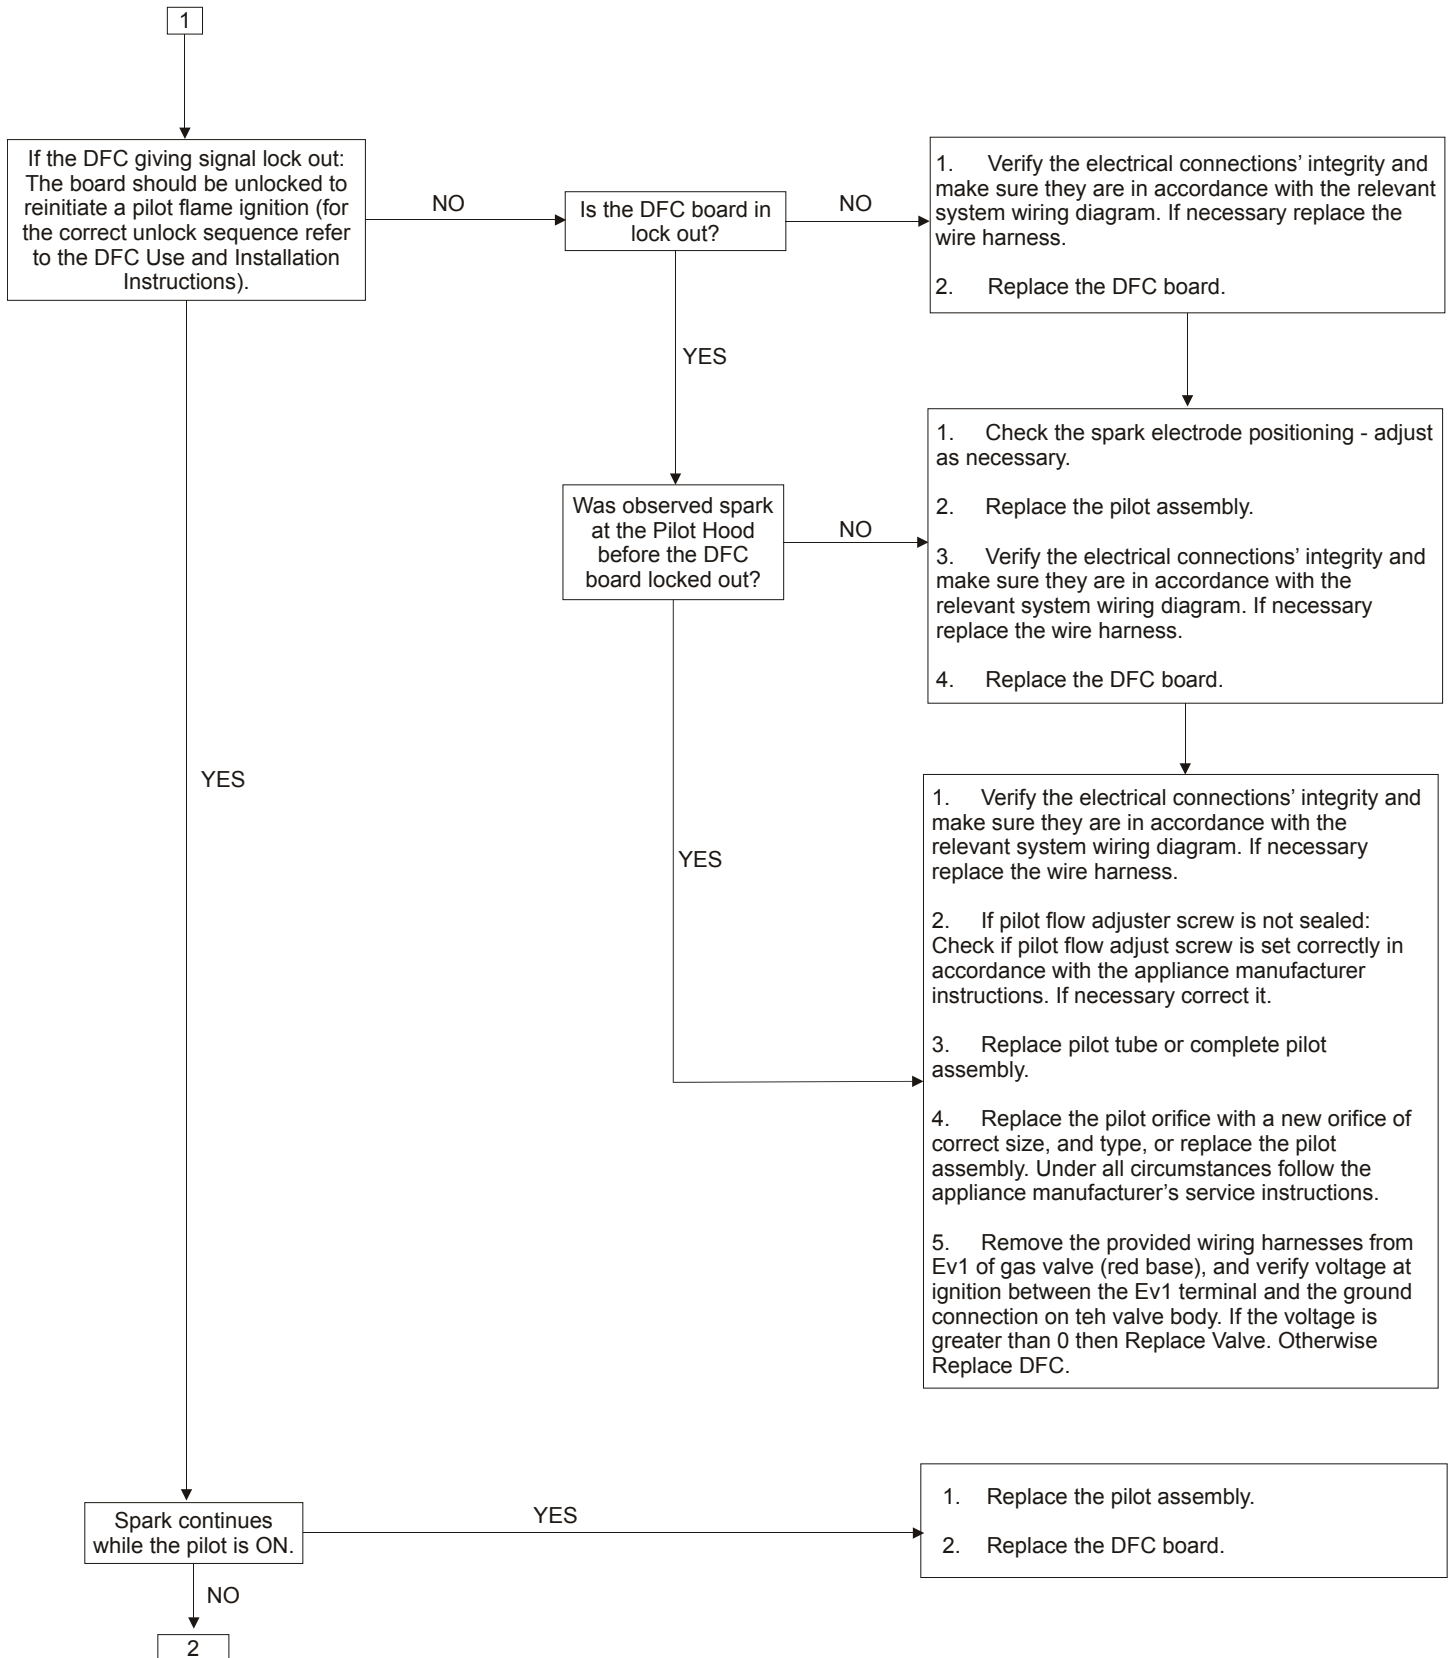 1
If the DFC giving signal lock out:
The board should be unlocked to
reinitiate a pilot flame ignition (for
the correct unlock sequence refer
to the DFC Use and Installation
Instructions).
NO
Is the DFC board in
lock out?
NO
1. Verify the electrical connections’ integrity and
make sure they are in accordance with the relevant
system wiring diagram. If necessary replace the
wire harness.
2. Replace the DFC board.
YES
Was observed spark
at the Pilot Hood
before the DFC
board locked out?
NO
1. Check the spark electrode positioning - adjust
as necessary.
2. Replace the pilot assembly.
3. Verify the electrical connections’ integrity and
make sure they are in accordance with the
relevant system wiring diagram. If necessary
replace the wire harness.
4. Replace the DFC board.
YES
YES
1. Verify the electrical connections’ integrity and
make sure they are in accordance with the
relevant system wiring diagram. If necessary
replace the wire harness.
2. If pilot flow adjuster screw is not sealed:
Check if pilot flow adjust screw is set correctly in
accordance with the appliance manufacturer
instructions. If necessary correct it.
3. Replace pilot tube or complete pilot
assembly.
4. Replace the pilot orifice with a new orifice of
correct size, and type, or replace the pilot
assembly. Under all circumstances follow the
appliance manufacturer’s service instructions.
5. Remove the provided wiring harnesses from
Ev1 of gas valve (red base), and verify voltage at
ignition between the Ev1 terminal and the ground
connection on teh valve body. If the voltage is
greater than 0 then Replace Valve. Otherwise
Replace DFC.
Spark continues
while the pilot is ON.
YES
1. Replace the pilot assembly.
2. Replace the DFC board.
NO
2